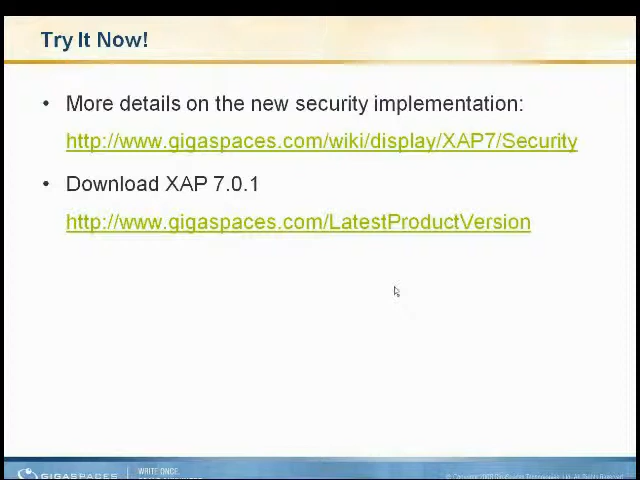 Try It Now!
• More details on the new security implementation:
http://www.gigaspaces.com/wiki/display/XAP7/Security
• Download XAP 7.0.1
http://www.gigaspaces.com/LatestProductVersion
GIGASPACES
WRITE ONCE.